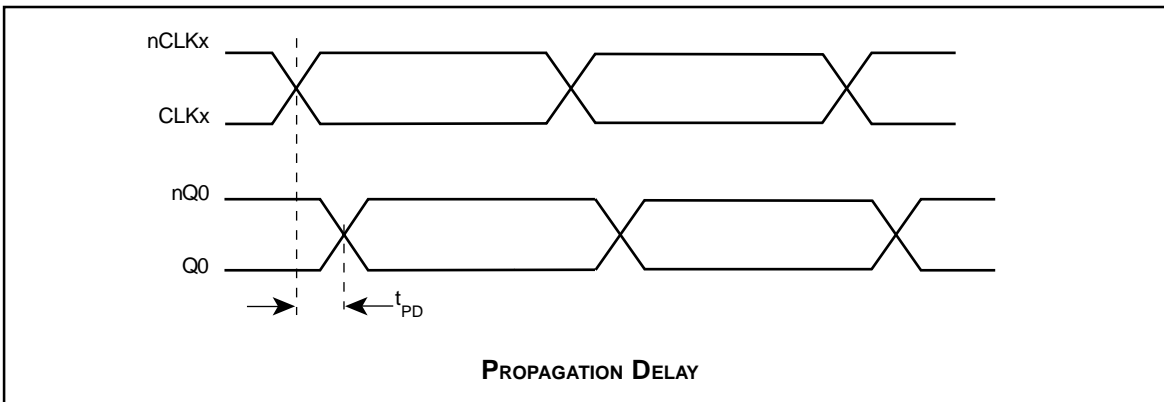 nCLKx
CLKx
nQ0
Q0
tPD
PROPAGATION DELAY